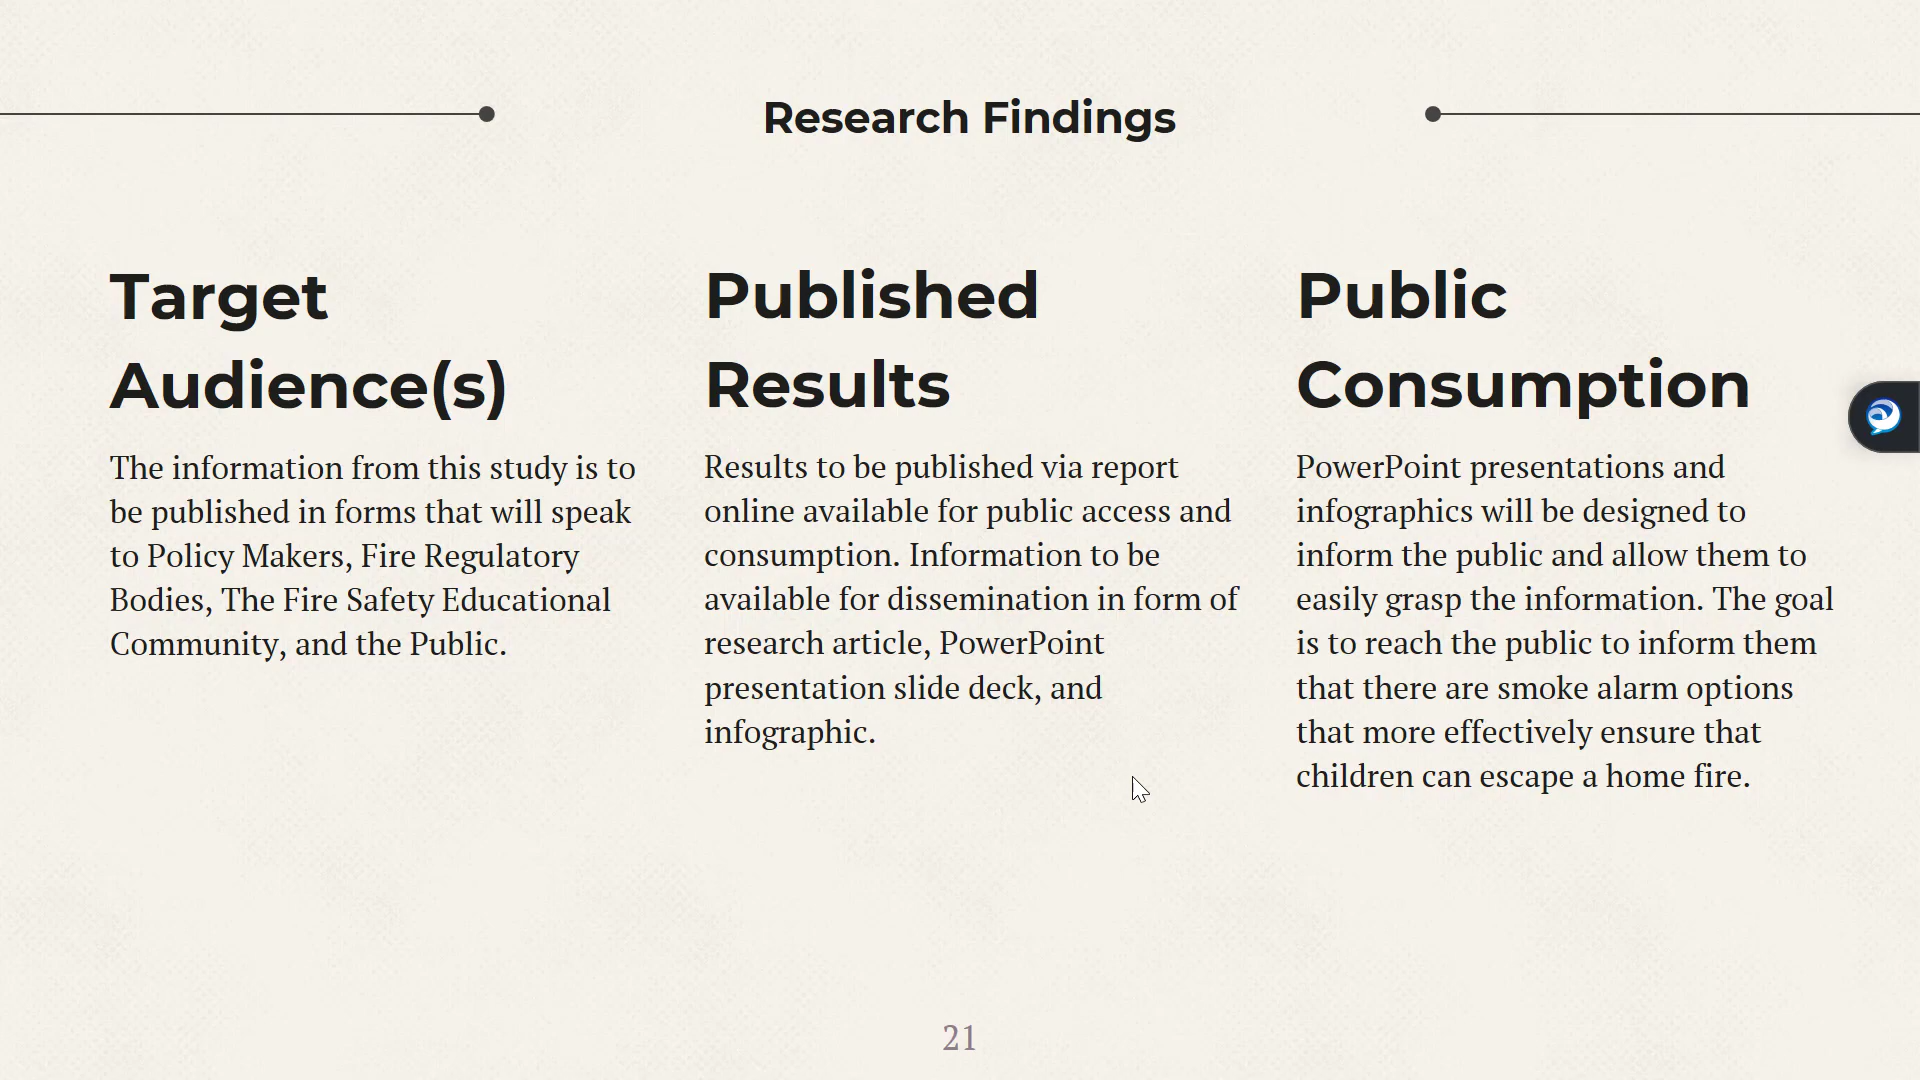 Research Findings
Target
Audience(s)
The information from this study is to
be published in forms that will speak
to Policy Makers, Fire Regulatory
Bodies, The Fire Safety Educational
Community, and the Public.
Published
Results
Results to be published via report
online available for public access and
consumption. Information to be
available for dissemination in form of
research article, PowerPoint
presentation slide deck, and
infographic.
Public
Consumption
PowerPoint presentations and
infographics will be designed to
inform the public and allow them to
easily grasp the information. The goal
is to reach the public to inform them
that there are smoke alarm options
that more effectively ensure that
children can escape a home fire.
21